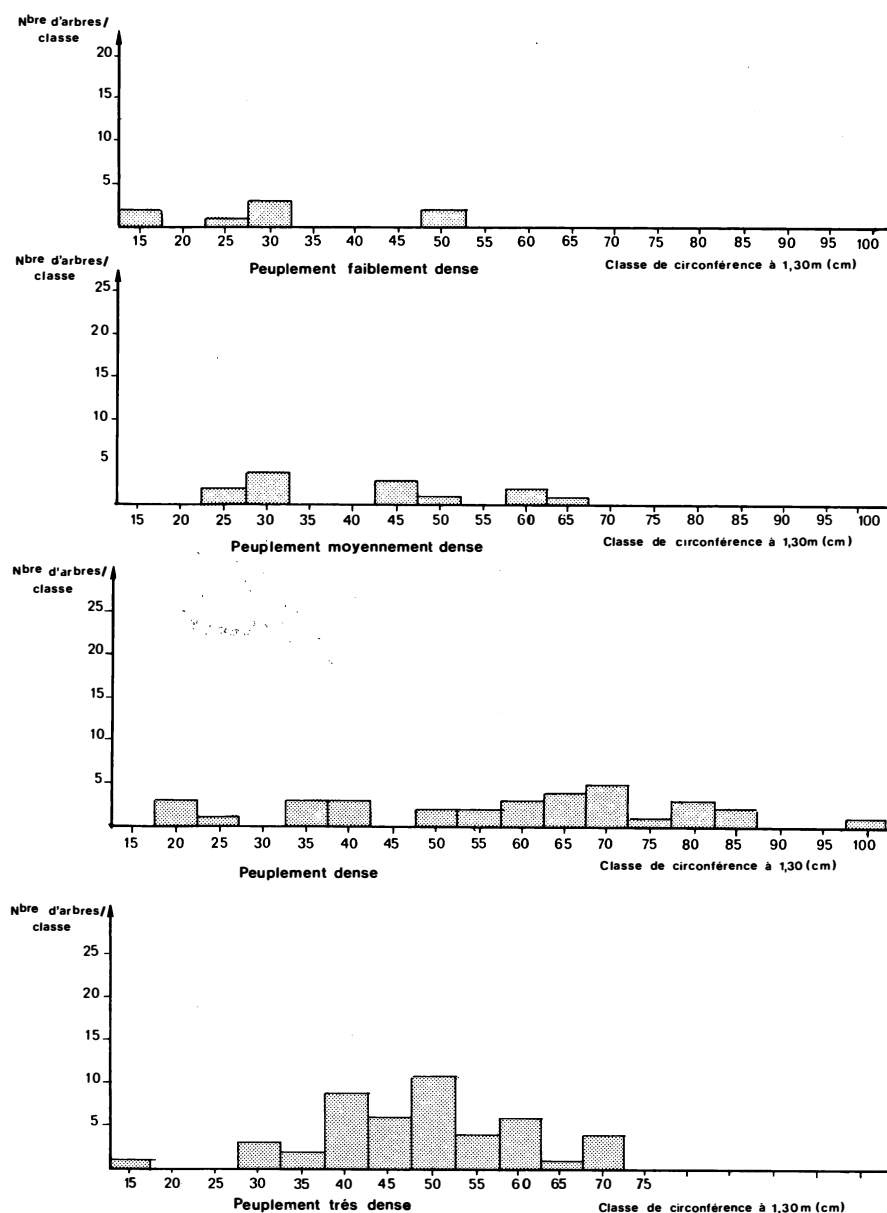 Nbre d'arbres/
classe
20
15
10
5
15 20 25 30 35 40 45 50 55 60 65 70 75 80 85 90 95 100
Peuplement faiblement dense Classe de circonférence à 1,30m (cm)
Nbre d'arbres/
classe
25
20
15
10
5
15 20 25 30 35 40 45 50 55 60 65 70 75 80 85 90 95 100
Peuplement moyennement dense Classe de circonférence à 1,30m (cm)
Nbre d'arbres/
classe
25
20
15
10
5
15 20 25 30 35 40 45 50 55 60 65 70 75 80 85 90 95 100
Peuplement dense Classe de circonférence à 1,30 (cm)
Nbre d'arbres/
classe
25
20
15
10
5
15 20 25 30 35 40 45 50 55 60 65 70 75
Peuplement trés dense Classe de circonférence à 1,30m (cm)